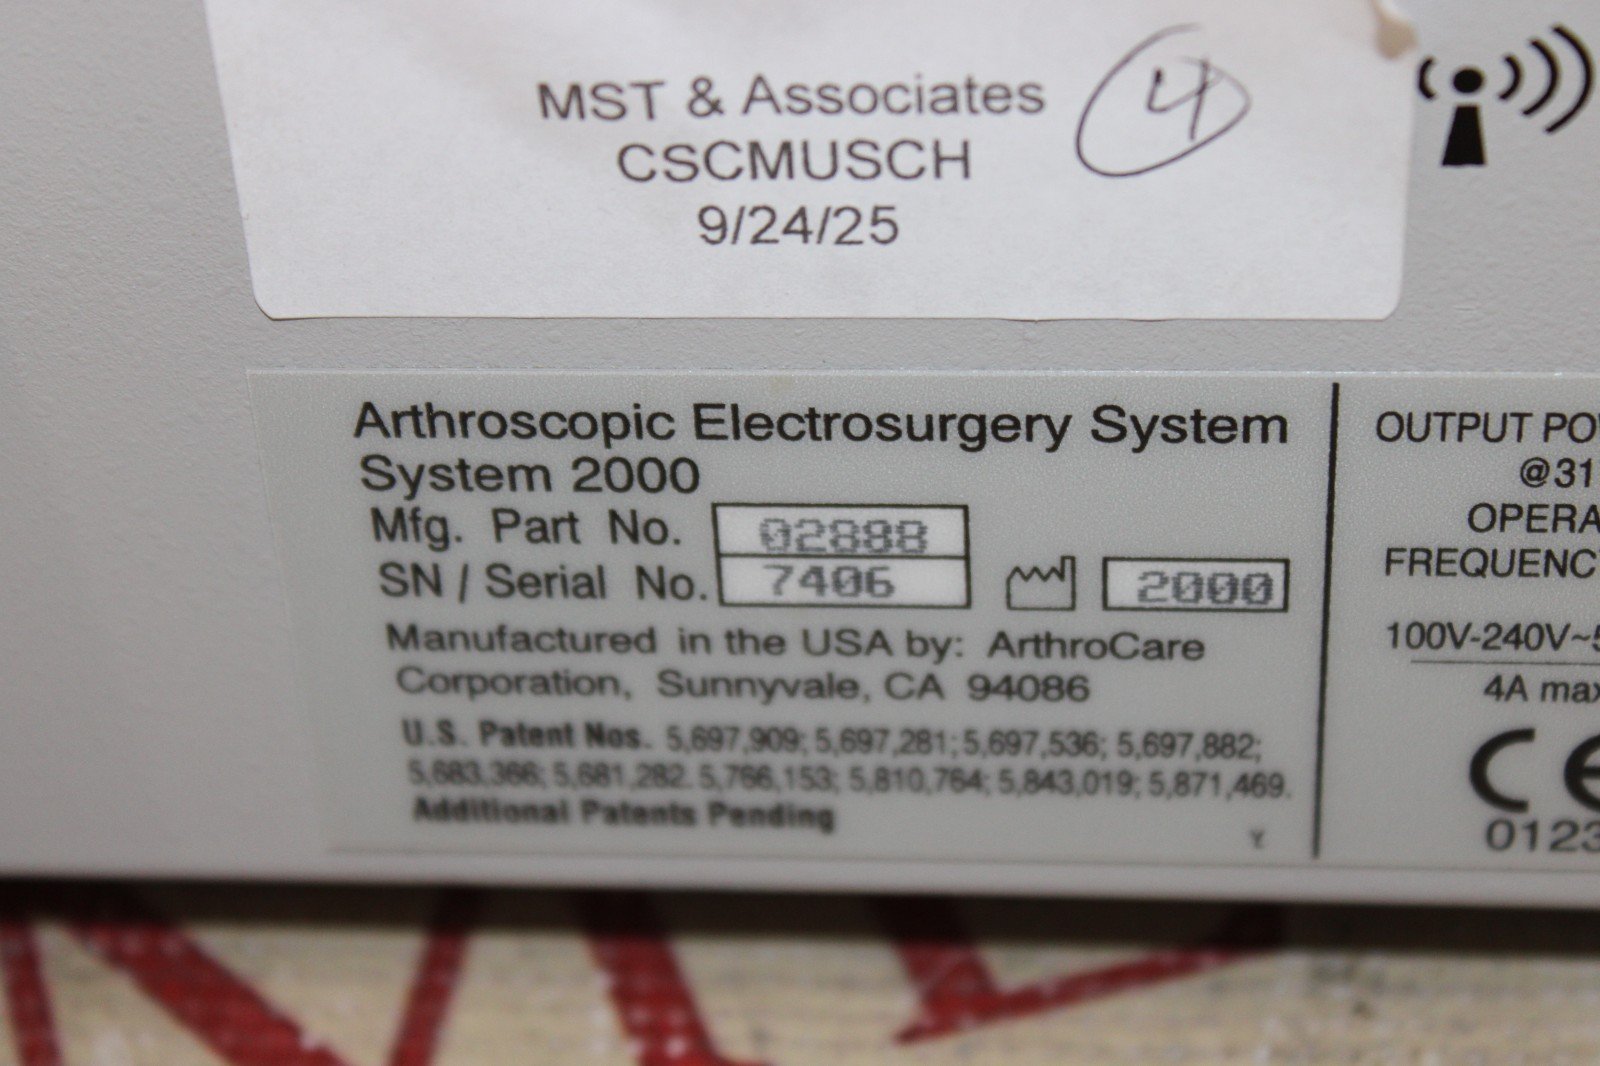 MST & Associates
CSCMUSCH
9/24/25
4
Arthroscopic Electrosurgery System
System 2000
Mfg. Part No. 02888
SN / Serial No. 7406
2000
Manufactured in the USA by: ArthroCare
Corporation, Sunnyvale, CA 94086
U.S. Patent Nos. 5,697,909; 5,697,281; 5,697,536; 5,697,882;
5,683,366; 5,681,282. 5,766,153; 5,810,764; 5,843,019; 5,871,469.
Additional Patents Pending
Y
OUTPUT PO
@31
OPERA
FREQUENC
100V-240V~5
4A max
CE
0123